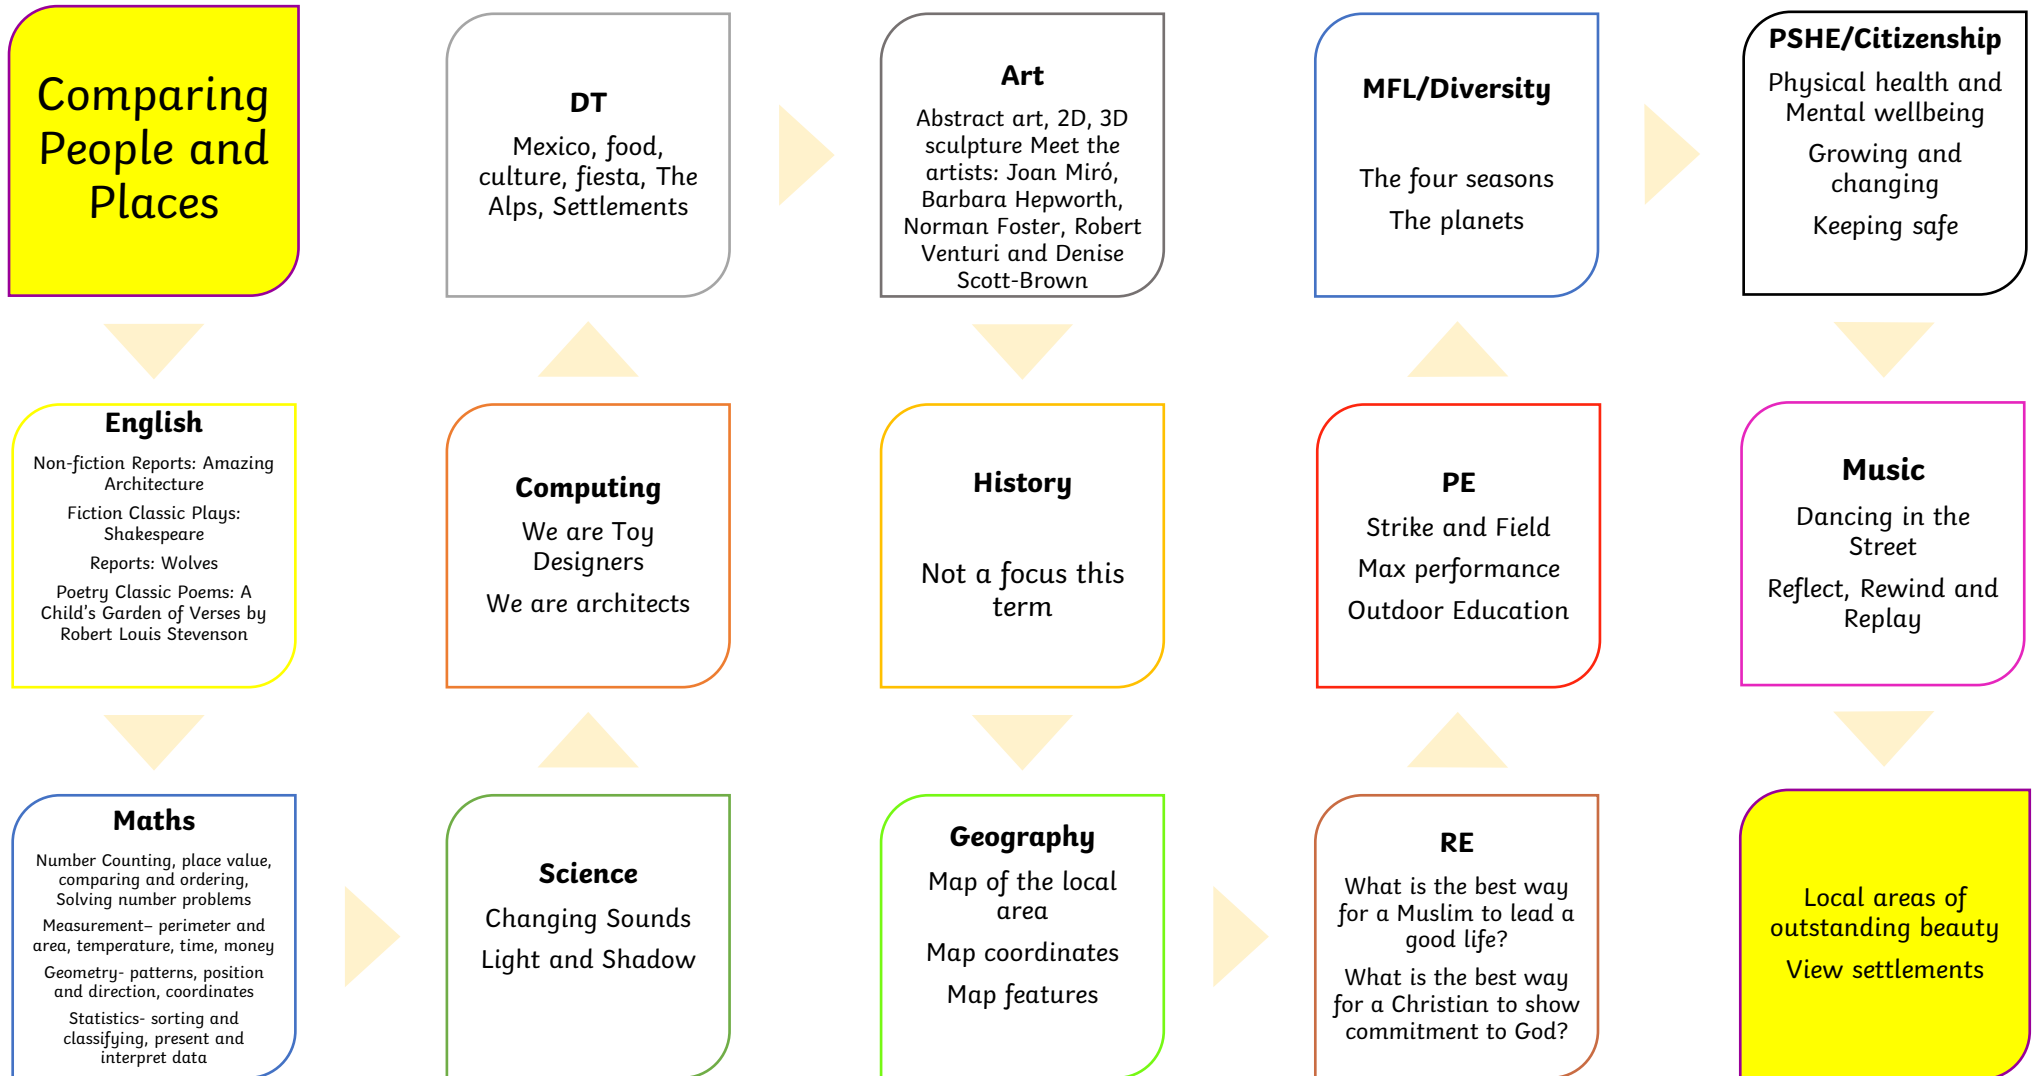 Comparing
People and
Places
English
Non-fiction Reports: Amazing
Architecture
Fiction Classic Plays:
Shakespeare
Reports: Wolves
Poetry Classic Poems: A
Child's Garden of Verses by
Robert Louis Stevenson
Maths
Number Counting, place value,
comparing and ordering,
Solving number problems
Measurement– perimeter and
area, temperature, time, money
Geometry- patterns, position
and direction, coordinates
Statistics- sorting and
classifying, present and
interpret data
Science
Changing Sounds
Light and Shadow
Computing
We are Toy
Designers
We are architects
DT
Mexico, food,
culture, fiesta, The
Alps, Settlements
Art
Abstract art, 2D, 3D
sculpture Meet the
artists: Joan Miró,
Barbara Hepworth,
Norman Foster, Robert
Venturi and Denise
Scott-Brown
History
Not a focus this
term
Geography
Map of the local
area
Map coordinates
Map features
RE
What is the best way
for a Muslim to lead a
good life?
What is the best way
for a Christian to show
commitment to God?
PE
Strike and Field
Max performance
Outdoor Education
MFL/Diversity
The four seasons
The planets
PSHE/Citizenship
Physical health and
Mental wellbeing
Growing and
changing
Keeping safe
Music
Dancing in the
Street
Reflect, Rewind and
Replay
Local areas of
outstanding beauty
View settlements